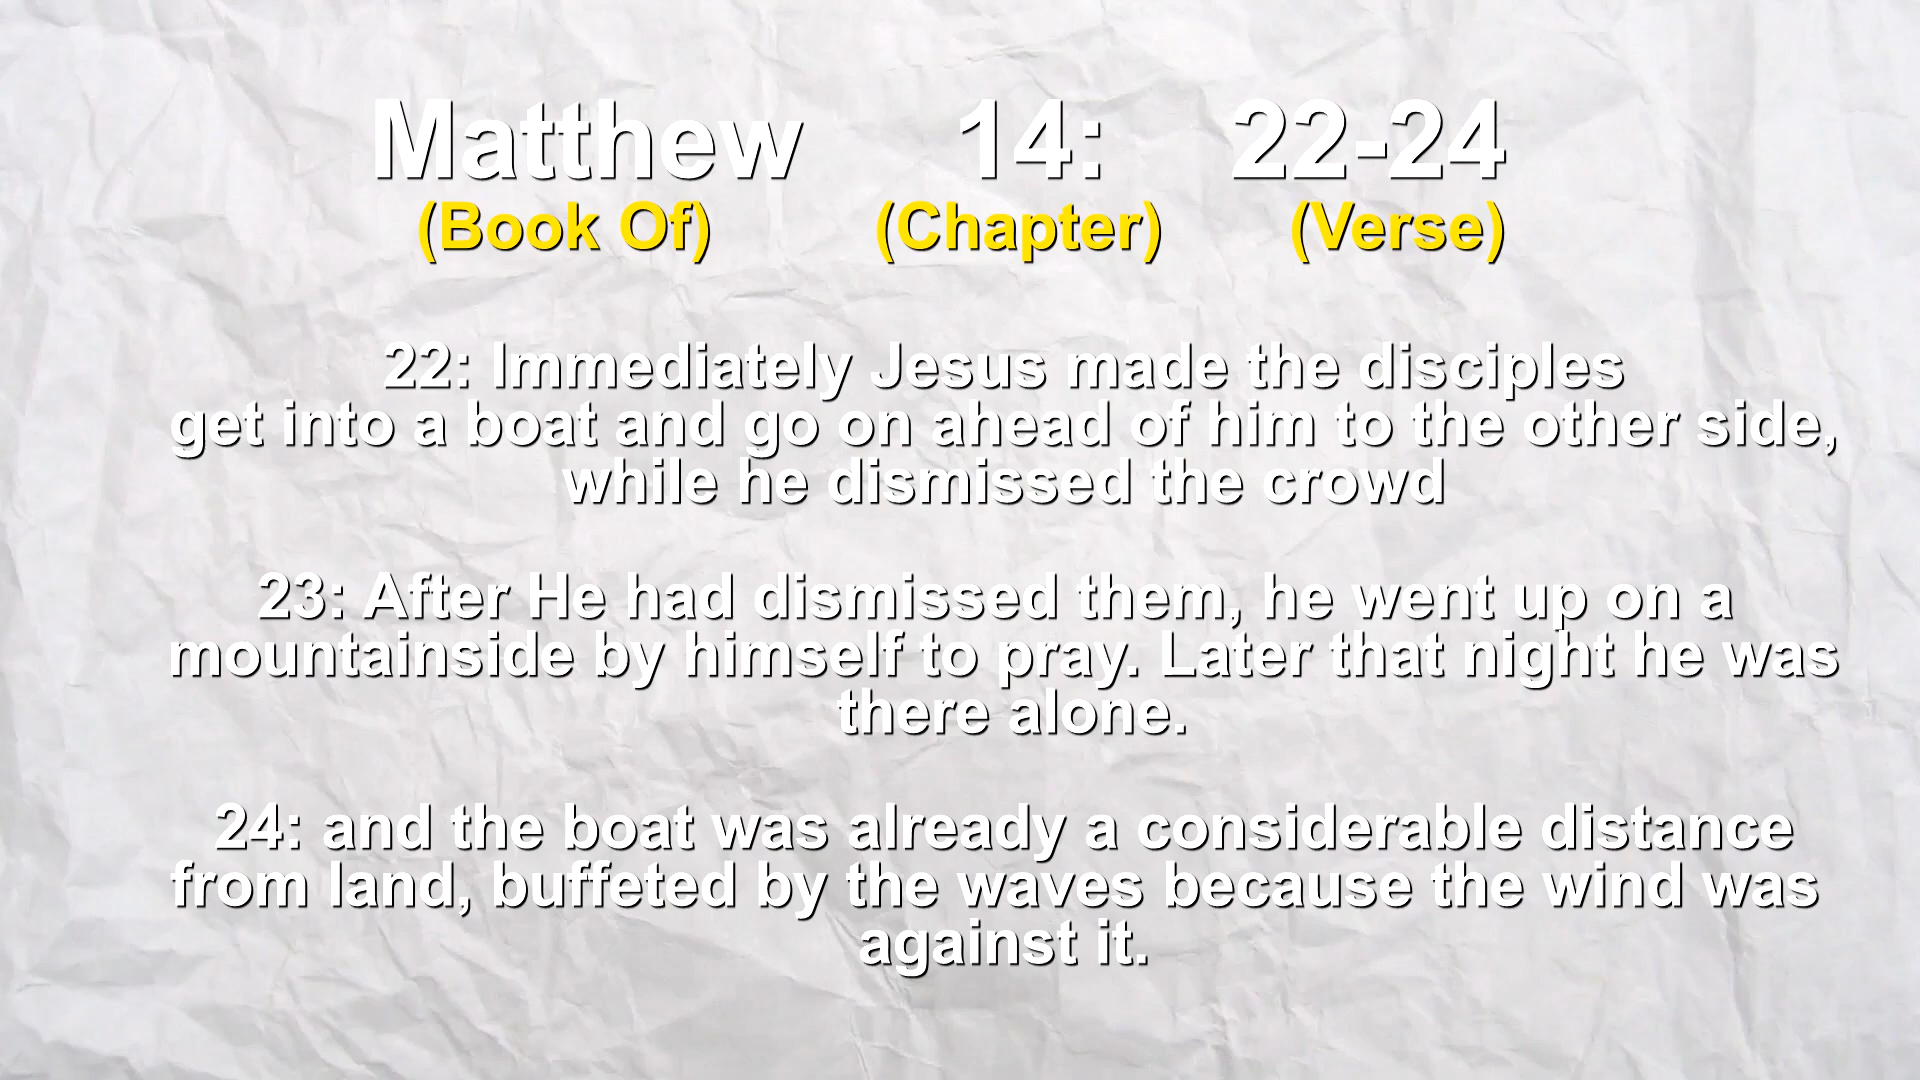 Matthew 14: 22-24
(Book Of) (Chapter) (Verse)
22: Immediately Jesus made the disciples
get into a boat and go on ahead of him to the other side,
while he dismissed the crowd
23: After He had dismissed them, he went up on a
mountainside by himself to pray. Later that night he was
there alone.
24: and the boat was already a considerable distance
from land, buffeted by the waves because the wind was
against it.